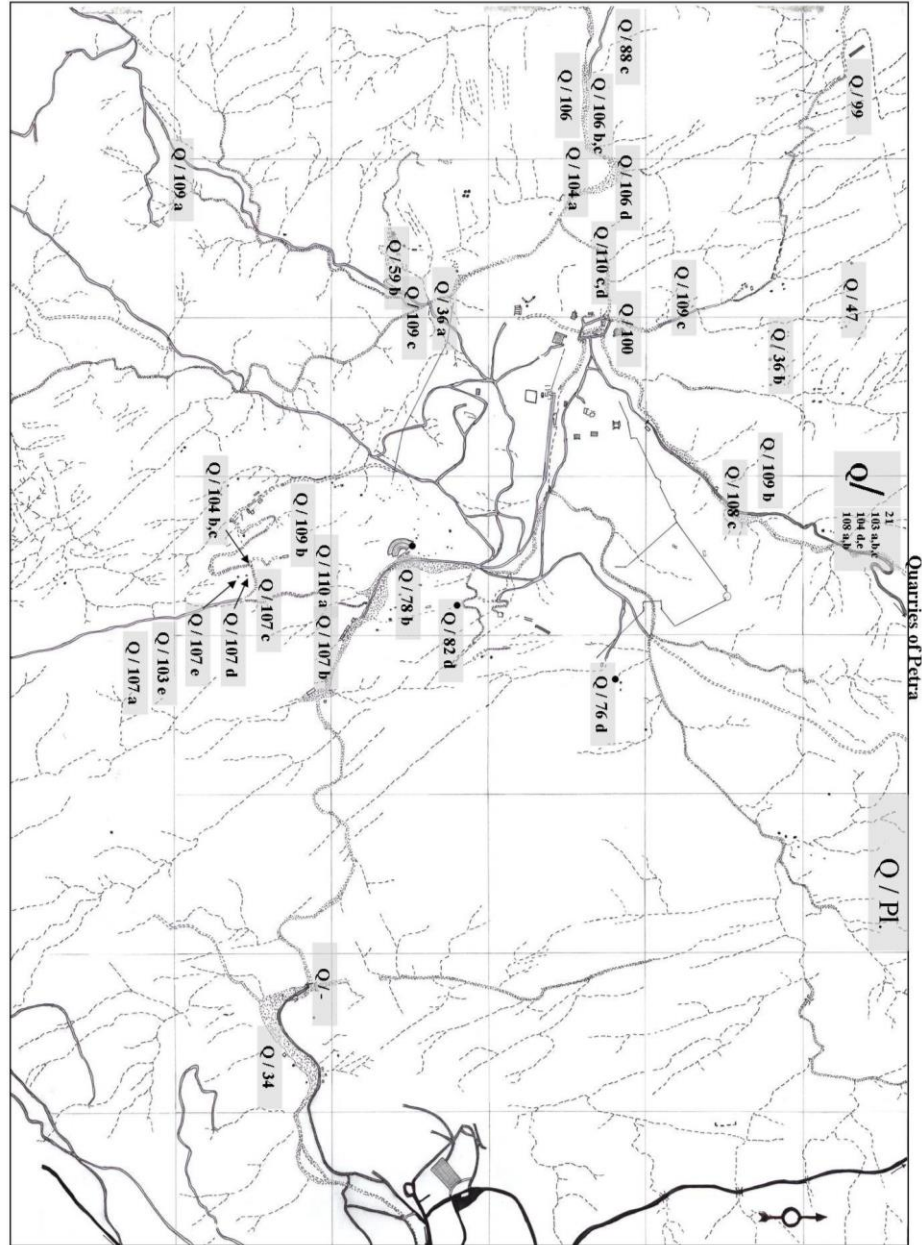 Quarries of Petra
Q / Pl.
Q/
21
103 a,b,c
104 d,e
108 a,b
Q / 99
Q / 47
Q / 36 b
Q / 109 b
Q / 108 c
Q / 109 c
Q / 88 c
Q / 106 b,c
Q / 106
Q / 106 d
Q / 104 a
Q /110 c,d
Q / 100
Q / 76 d
Q / 36 a
Q / 109 c
Q / 59 b
Q / 82 d
Q / 78 b
Q / 109 a
Q / 109 b
Q / 110 a
Q / 107 b
Q / -
Q / 34
Q / 104 b,c
Q / 107 c
Q / 107 d
Q / 107 e
Q / 103 e
Q / 107 a